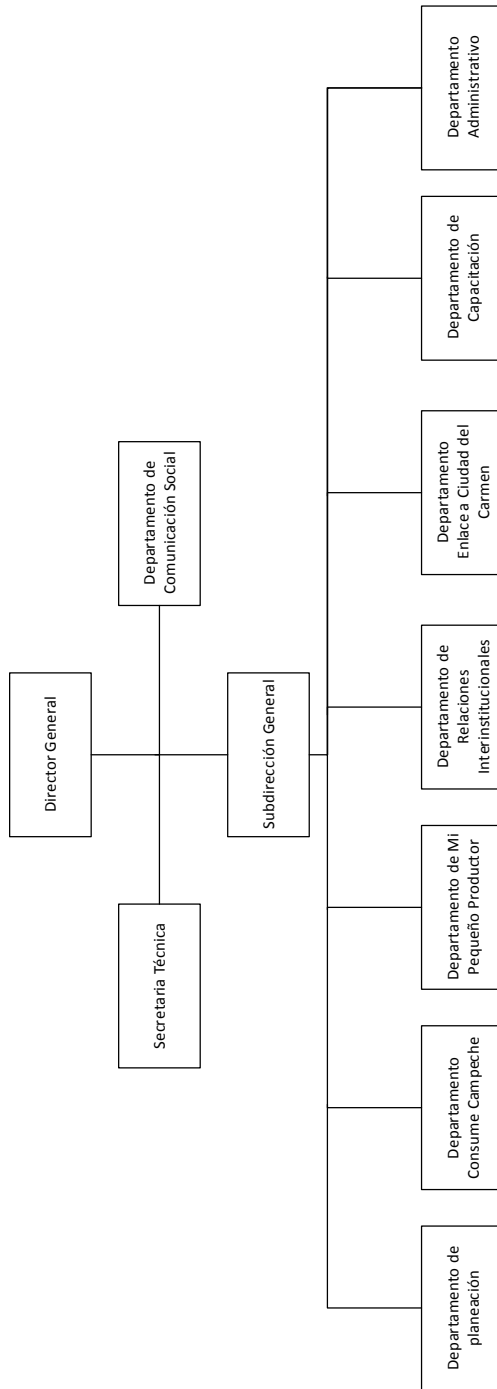 Director General
Secretaria Técnica
Departamento de
Comunicación Social
Subdirección General
Departamento de
planeación
Departamento
Consume Campeche
Departamento de Mi
Pequeño Productor
Departamento de
Relaciones
Interinstitucionales
Departamento
Enlace a Ciudad del
Carmen
Departamento de
Capacitación
Departamento
Administrativo